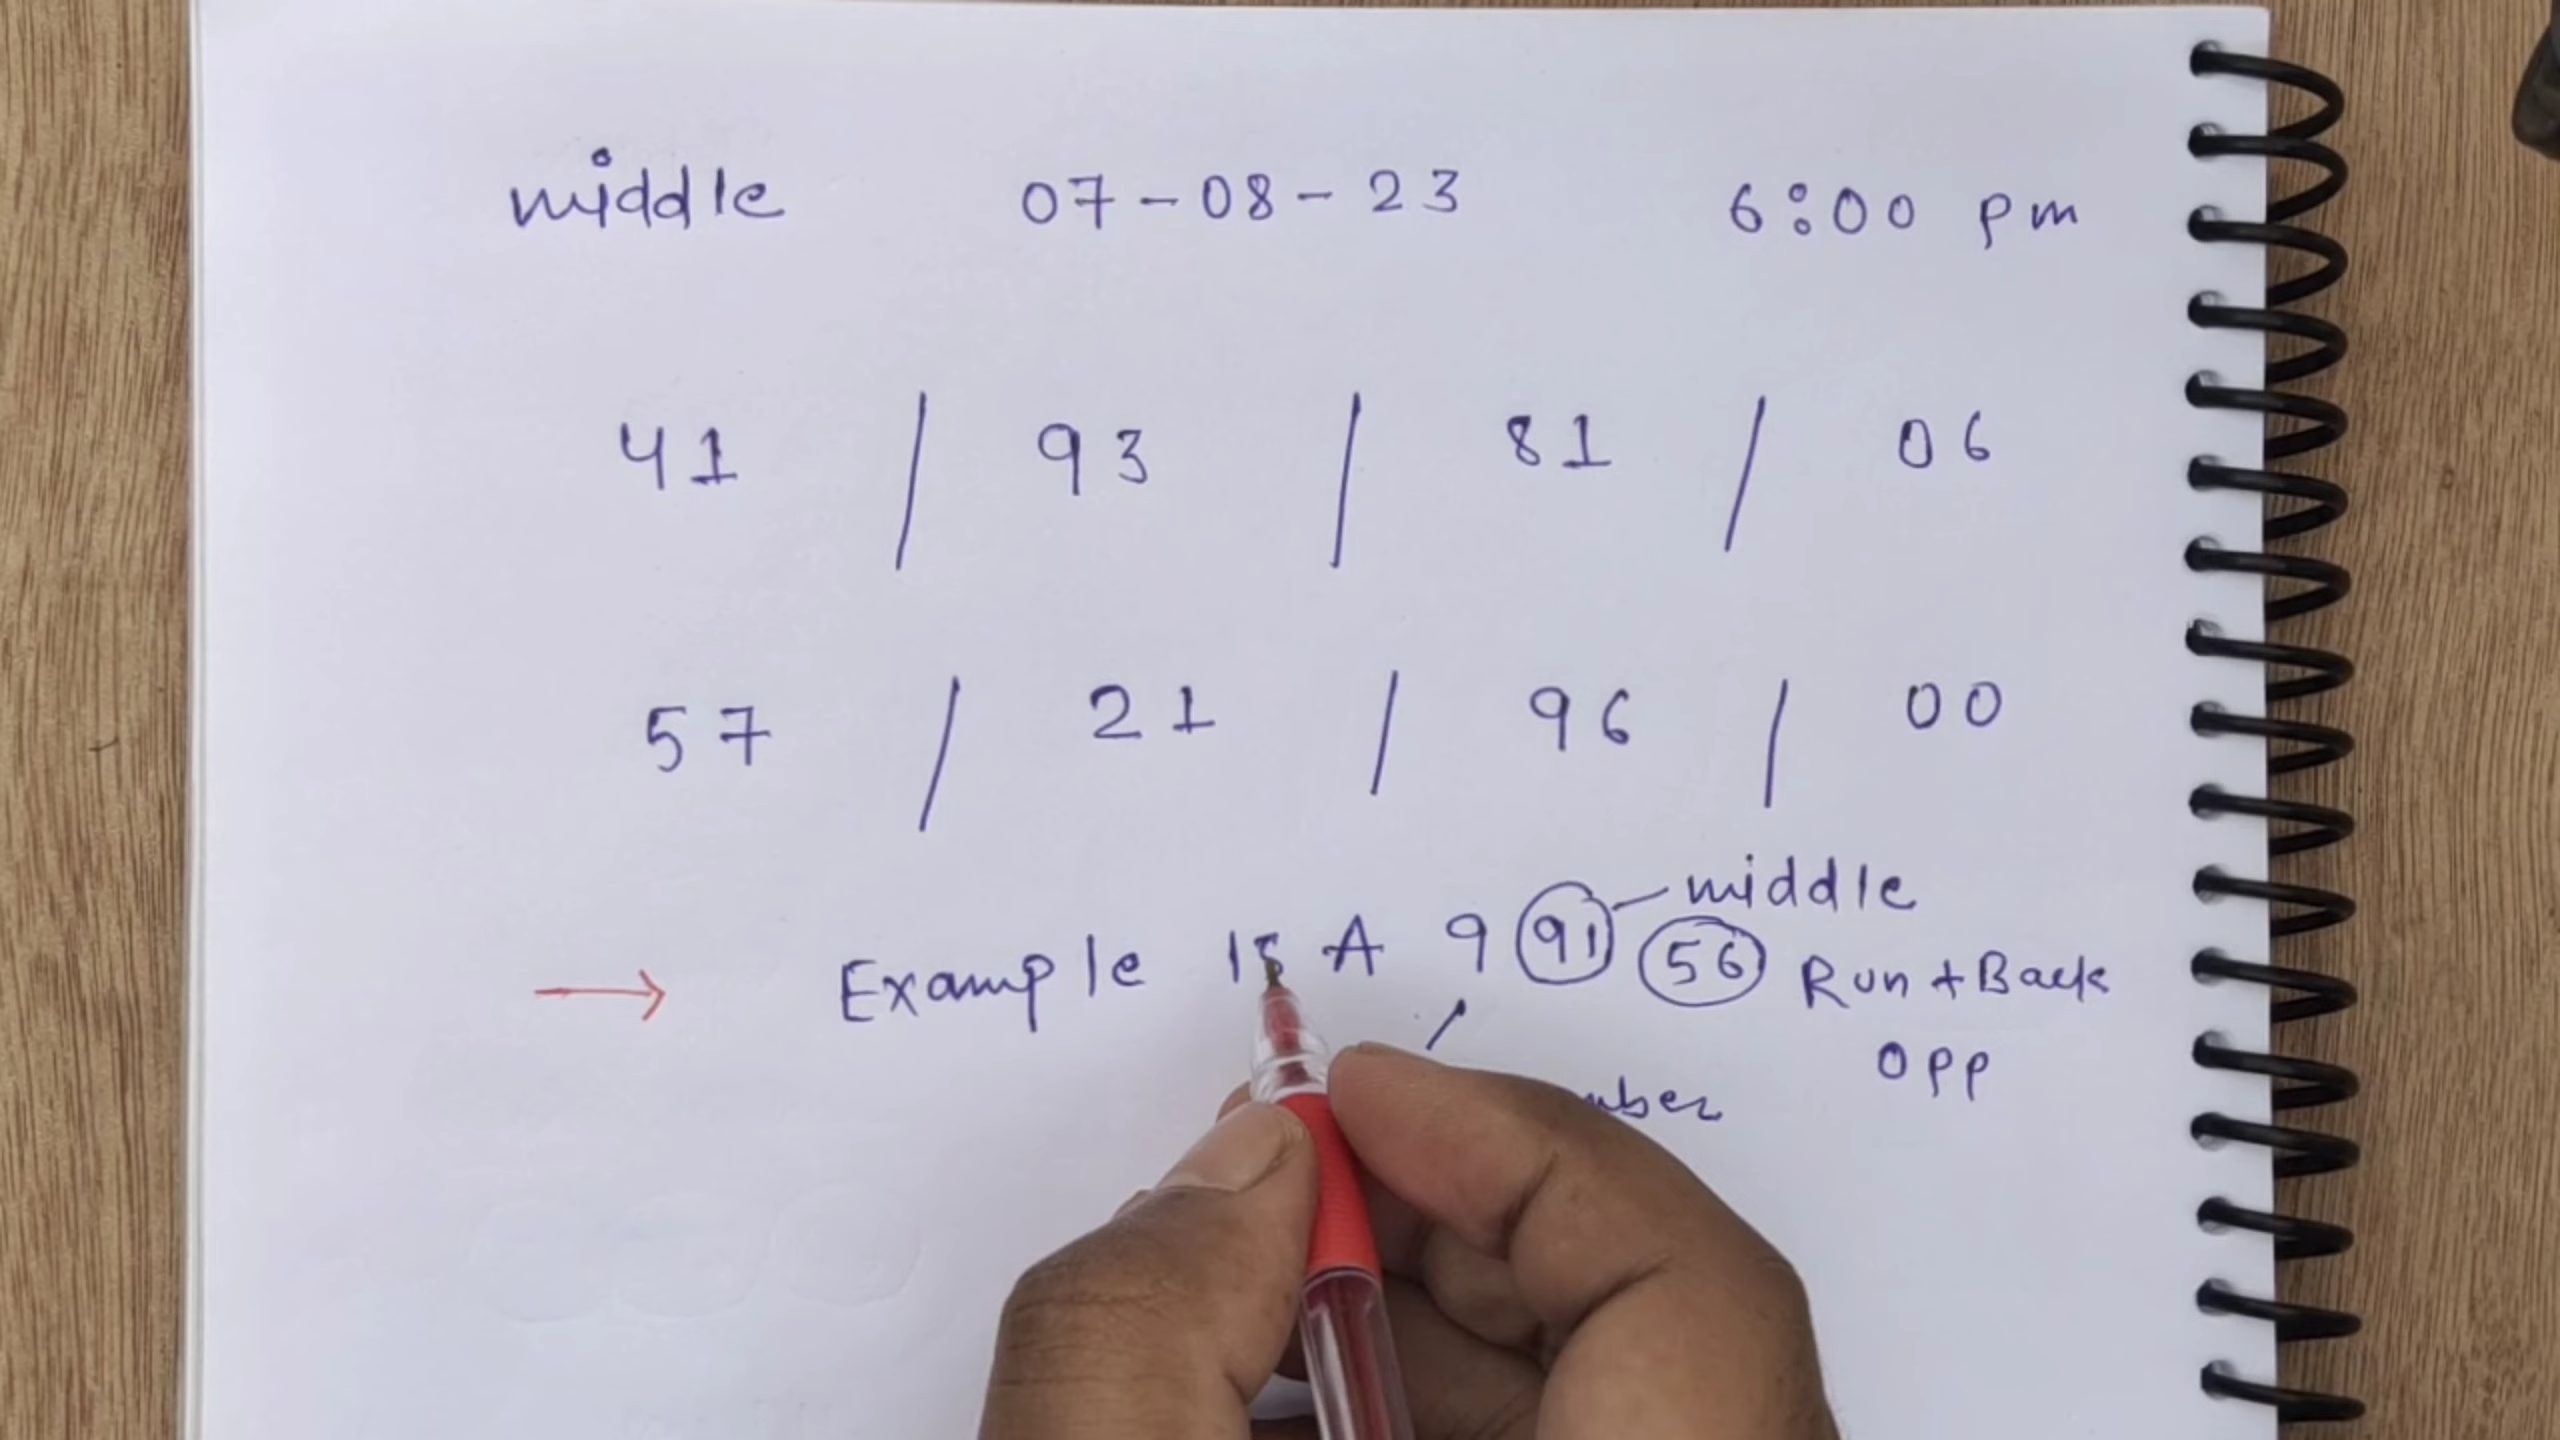 middle 07-08-23 6:00 pm
41 / 93 / 81 / 06
57 / 21 / 96 / 00
middle
→ Example 15 A 9 91 56 Run + Back
opp